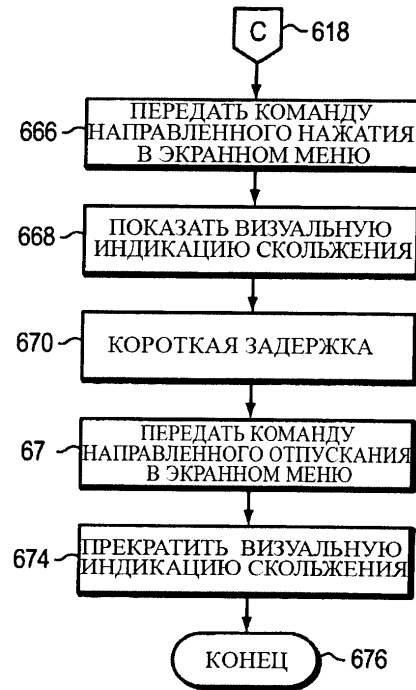 C
618
666
ПЕРЕДАТЬ КОМАНДУ
НАПРАВЛЕННОГО НАЖАТИЯ
В ЭКРАННОМ МЕНЮ
668
ПОКАЗАТЬ ВИЗУАЛЬНУЮ
ИНДИКАЦИЮ СКОЛЬЖЕНИЯ
670
КОРОТКАЯ ЗАДЕРЖКА
67
ПЕРЕДАТЬ КОМАНДУ
НАПРАВЛЕННОГО ОТПУСКАНИЯ
В ЭКРАННОМ МЕНЮ
674
ПРЕКРАТИТЬ ВИЗУАЛЬНУЮ
ИНДИКАЦИЮ СКОЛЬЖЕНИЯ
КОНЕЦ
676